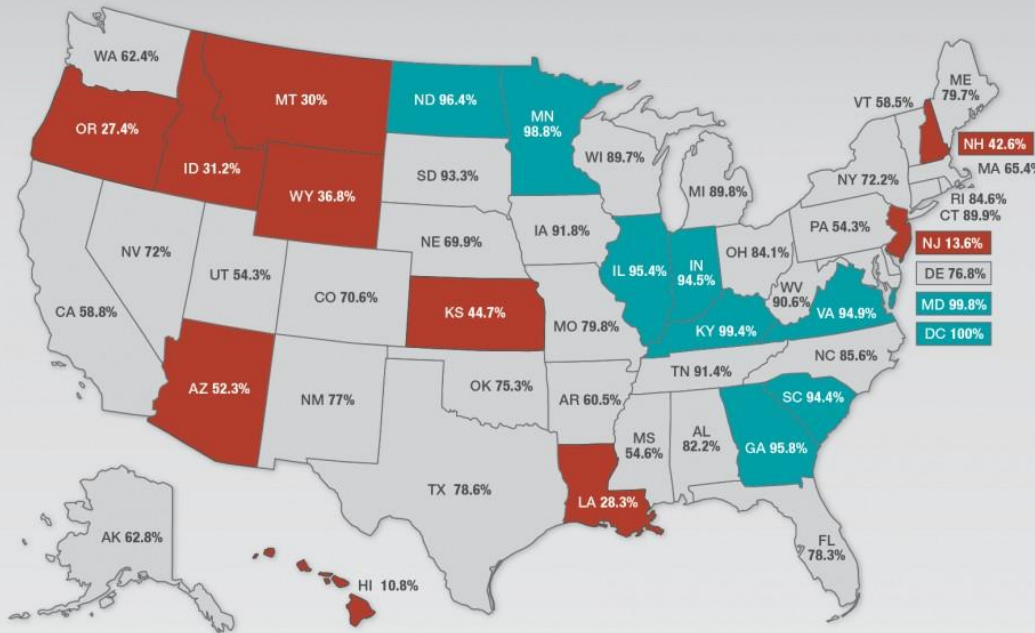 WA 62.4%
OR 27.4%
MT 30%
ID 31.2%
WY 36.8%
ND 96.4%
MN
98.8%
SD 93.3%
WI 89.7%
MI 89.8%
ME
79.7%
VT 58.5%
NH 42.6%
MA 65.4%
NY 72.2%
RI 84.6%
CT 89.9%
PA 54.3%
NJ 13.6%
DE 76.8%
MD 99.8%
DC 100%
NE 69.9%
IA 91.8%
IL 95.4%
IN
94.5%
OH 84.1%
WV
90.6%
VA 94.9%
NV 72%
UT 54.3%
CO 70.6%
CA 58.8%
KS 44.7%
MO 79.8%
KY 99.4%
NC 85.6%
TN 91.4%
AZ 52.3%
NM 77%
OK 75.3%
AR 60.5%
SC 94.4%
MS
54.6%
AL
82.2%
GA 95.8%
TX 78.6%
LA 28.3%
FL
78.3%
AK 62.8%
HI 10.8%